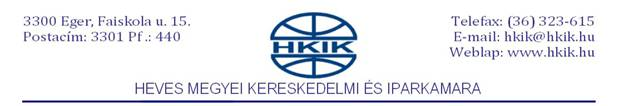 3300 Eger, Faiskola u. 15.
Postacím: 3301 Pf.: 440
HKIK
Telefax: (36) 323-615
E-mail: hkik@hkik.hu
Weblap: www.hkik.hu
HEVES MEGYEI KERESKEDELMI ÉS IPARKAMARA